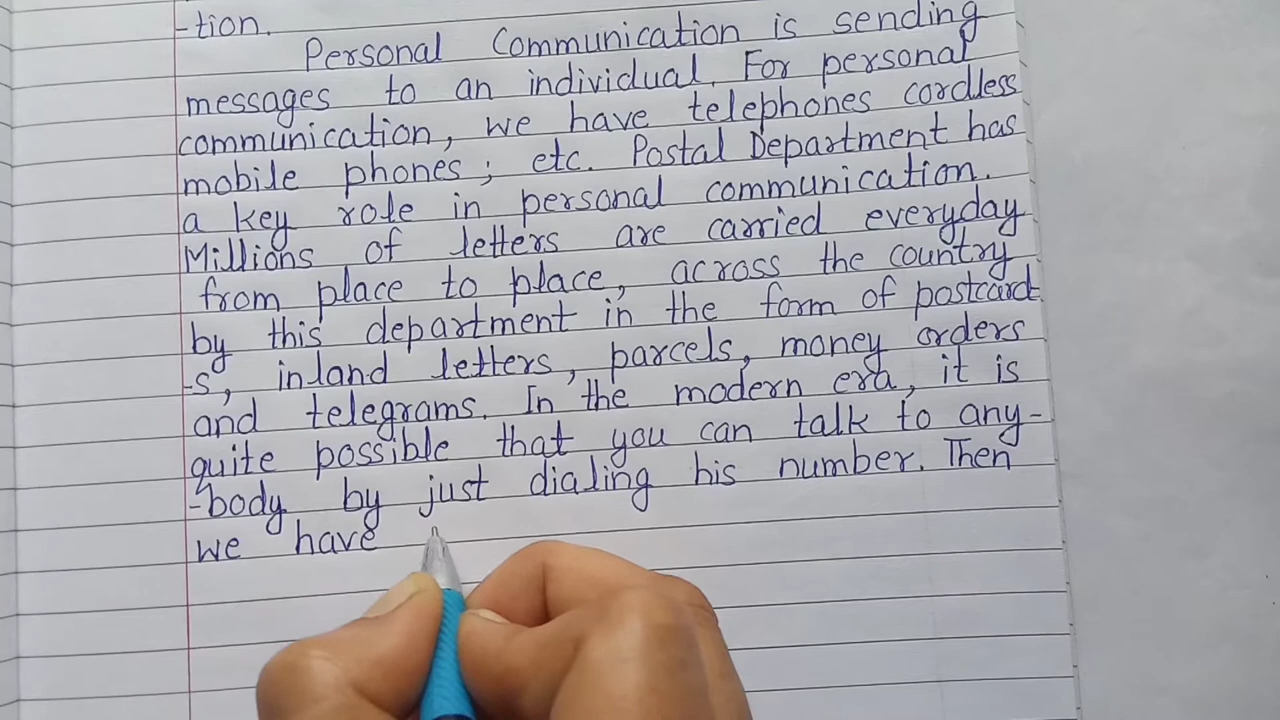 -tion.
Personal Communication is sending
messages to an individual. For personal
communication, we have telephones cordless
mobile phones; etc. Postal Department has
a key role in personal communication.
Millions of letters are carried everyday
from place to place, across the country
by this department in the form of postcard
-s, inland letters, parcels, money orders
and telegrams. In the modern era, it is
quite possible that you can talk to any-
-body by just dialing his number. Then
we have